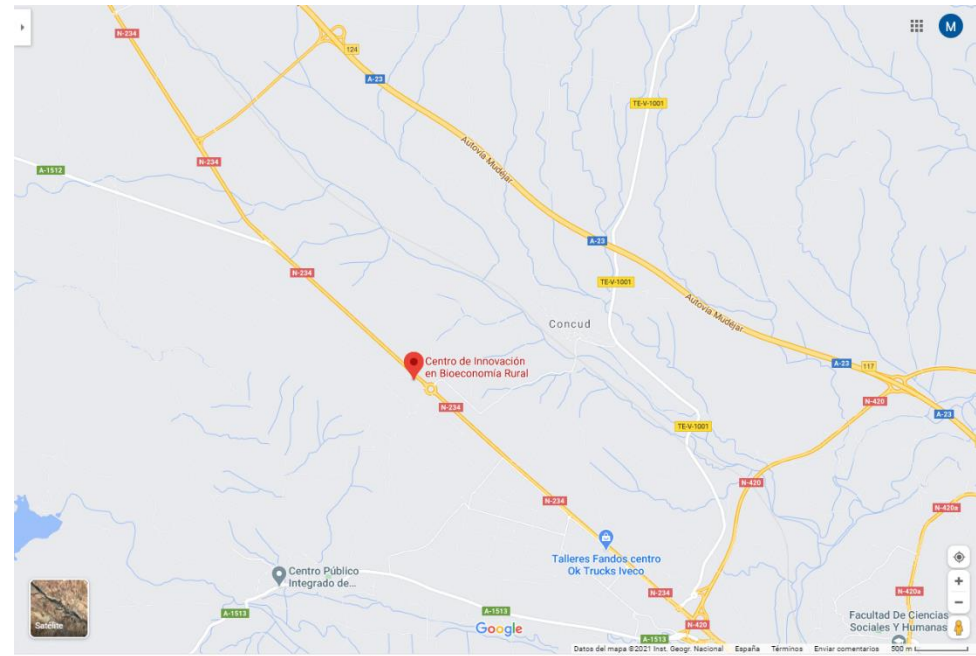 N-234
M
124
A-23
TE-V-1001
Autovía Mudéjar
N-234
A-1512
A-23
N-234
TE-V-1001
Autovía Mudéjar
Concud
Centro de Innovación
en Bioeconomía Rural
A-23
117
N-420
N-234
A-23
TE-V-1001
N-420
N-234
N-420a
Talleres Fandos centro
Ok Trucks Iveco
Centro Público
Integrado de...
Satélite
N-234
N-420a
A-1513
A-1513
Facultad De Ciencias
Sociales Y Humanas
Google
N-420
A-1513
Datos del mapa ©2021 Inst. Geogr. Nacional España Términos Enviar comentarios 500 m